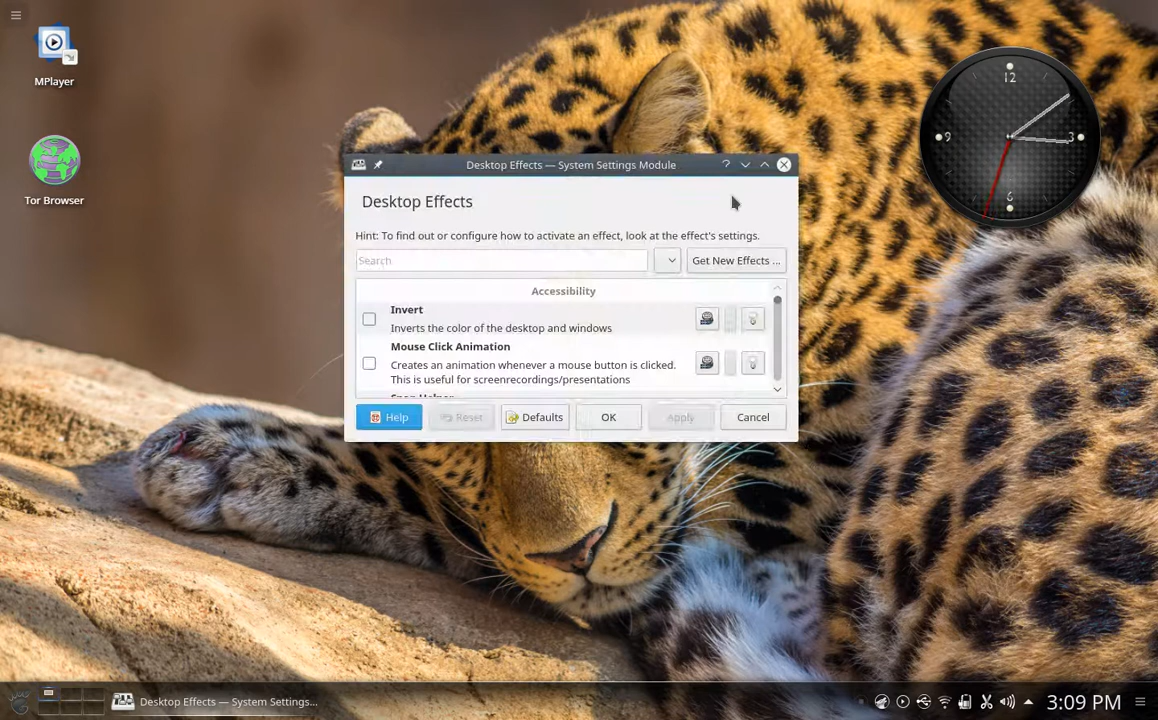 MPlayer
Tor Browser
12
9
3
6
Desktop Effects — System Settings Module
Desktop Effects
Hint: To find out or configure how to activate an effect, look at the effect's settings.
Search
Get New Effects ...
Accessibility
Invert
Inverts the color of the desktop and windows
Mouse Click Animation
Creates an animation whenever a mouse button is clicked.
This is useful for screenrecordings/presentations
Help
Reset
Defaults
OK
Apply
Cancel
Desktop Effects — System Settings...
3:09 PM